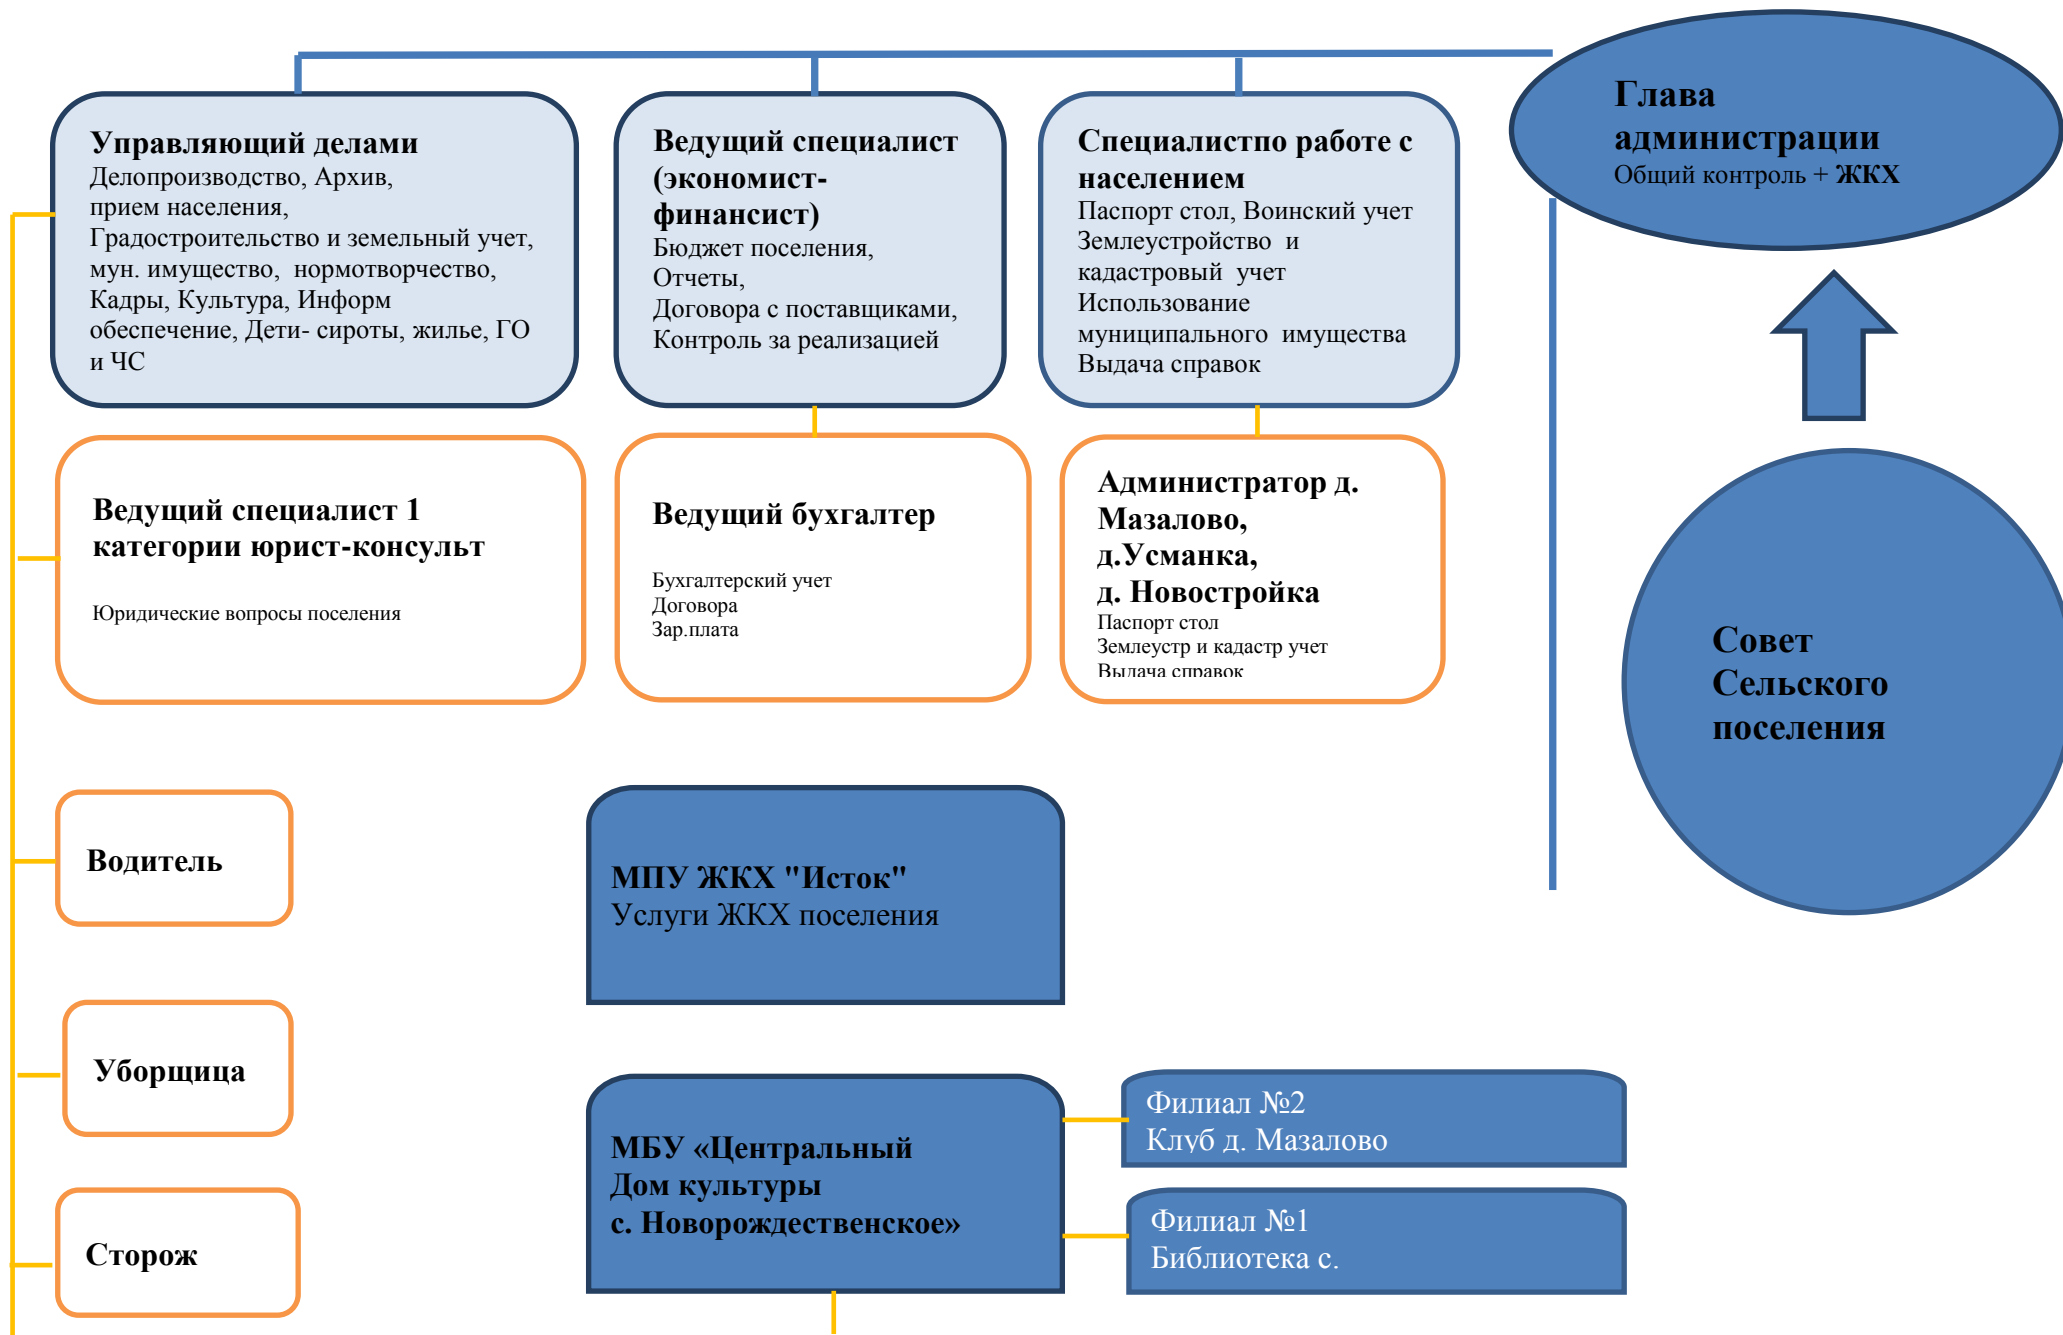 Глава
администрации
Общий контроль + ЖКХ
Управляющий делами
Делопроизводство, Архив,
прием населения,
Градостроительство и земельный учет,
мун. имущество, нормотворчество,
Кадры, Культура, Информ
обеспечение, Дети- сироты, жилье, ГО
и ЧС
Ведущий специалист
(экономист-
финансист)
Бюджет поселения,
Отчеты,
Договора с поставщиками,
Контроль за реализацией
Специалистпо работе с
населением
Паспорт стол, Воинский учет
Землеустройство и
кадастровый учет
Использование
муниципального имущества
Выдача справок
Ведущий специалист 1
категории юрист-консульт
Юридические вопросы поселения
Ведущий бухгалтер
Бухгалтерский учет
Договора
Зар.плата
Администратор д.
Мазалово,
д.Усманка,
д. Новостройка
Паспорт стол
Землеустр и кадастр учет
Выдача справок
Совет
Сельского
поселения
Водитель
МПУ ЖКХ "Исток"
Услуги ЖКХ поселения
Уборщица
МБУ «Центральный
Дом культуры
с. Новорождественское»
Филиал №2
Клуб д. Мазалово
Филиал №1
Библиотека с.
Сторож